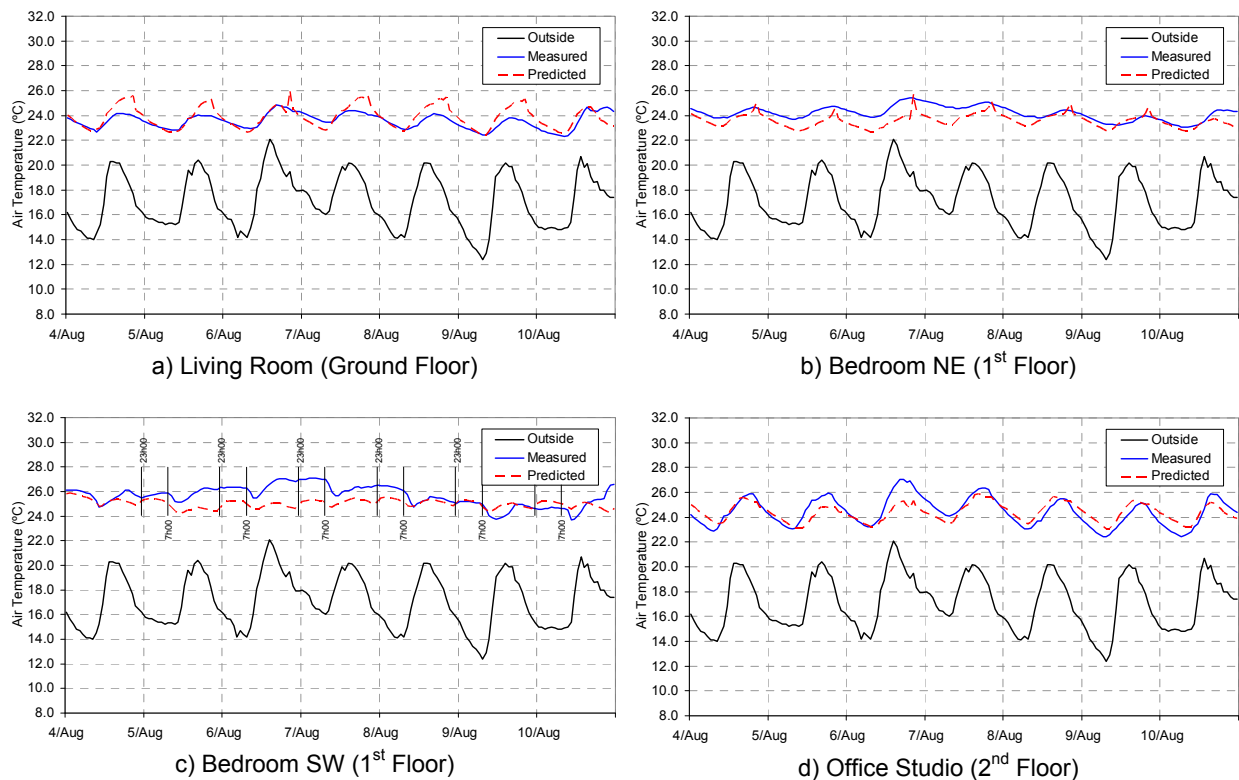 32.0
30.0
28.0
26.0
24.0
22.0
20.0
18.0
16.0
14.0
12.0
10.0
8.0
Air Temperature (ºC)
Outside
Measured
Predicted
4/Aug 5/Aug 6/Aug 7/Aug 8/Aug 9/Aug 10/Aug
a) Living Room (Ground Floor)
32.0
30.0
28.0
26.0
24.0
22.0
20.0
18.0
16.0
14.0
12.0
10.0
8.0
Air Temperature (ºC)
Outside
Measured
Predicted
4/Aug 5/Aug 6/Aug 7/Aug 8/Aug 9/Aug 10/Aug
b) Bedroom NE (1st Floor)
32.0
30.0
28.0
26.0
24.0
22.0
20.0
18.0
16.0
14.0
12.0
10.0
8.0
Air Temperature (ºC)
23h00 23h00 23h00 23h00 23h00
Outside
Measured
Predicted
7h00 7h00 7h00 7h00 7h00 7h00
4/Aug 5/Aug 6/Aug 7/Aug 8/Aug 9/Aug 10/Aug
c) Bedroom SW (1st Floor)
32.0
30.0
28.0
26.0
24.0
22.0
20.0
18.0
16.0
14.0
12.0
10.0
8.0
Air Temperature (ºC)
Outside
Measured
Predicted
4/Aug 5/Aug 6/Aug 7/Aug 8/Aug 9/Aug 10/Aug
d) Office Studio (2nd Floor)